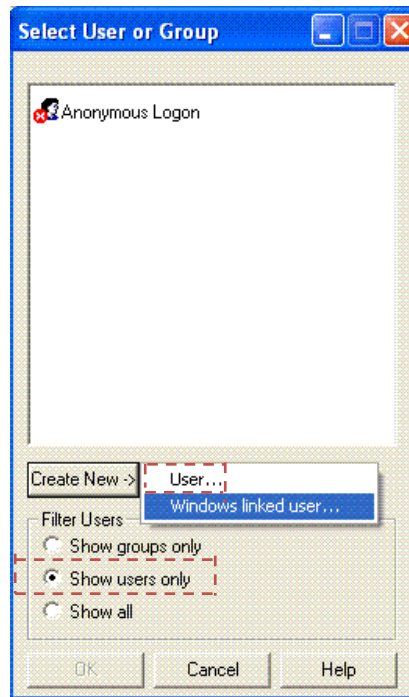 Select User or Group
Anonymous Logon
Create New ->
User...
Windows linked user...
Filter Users
Show groups only
Show users only
Show all
OK
Cancel
Help